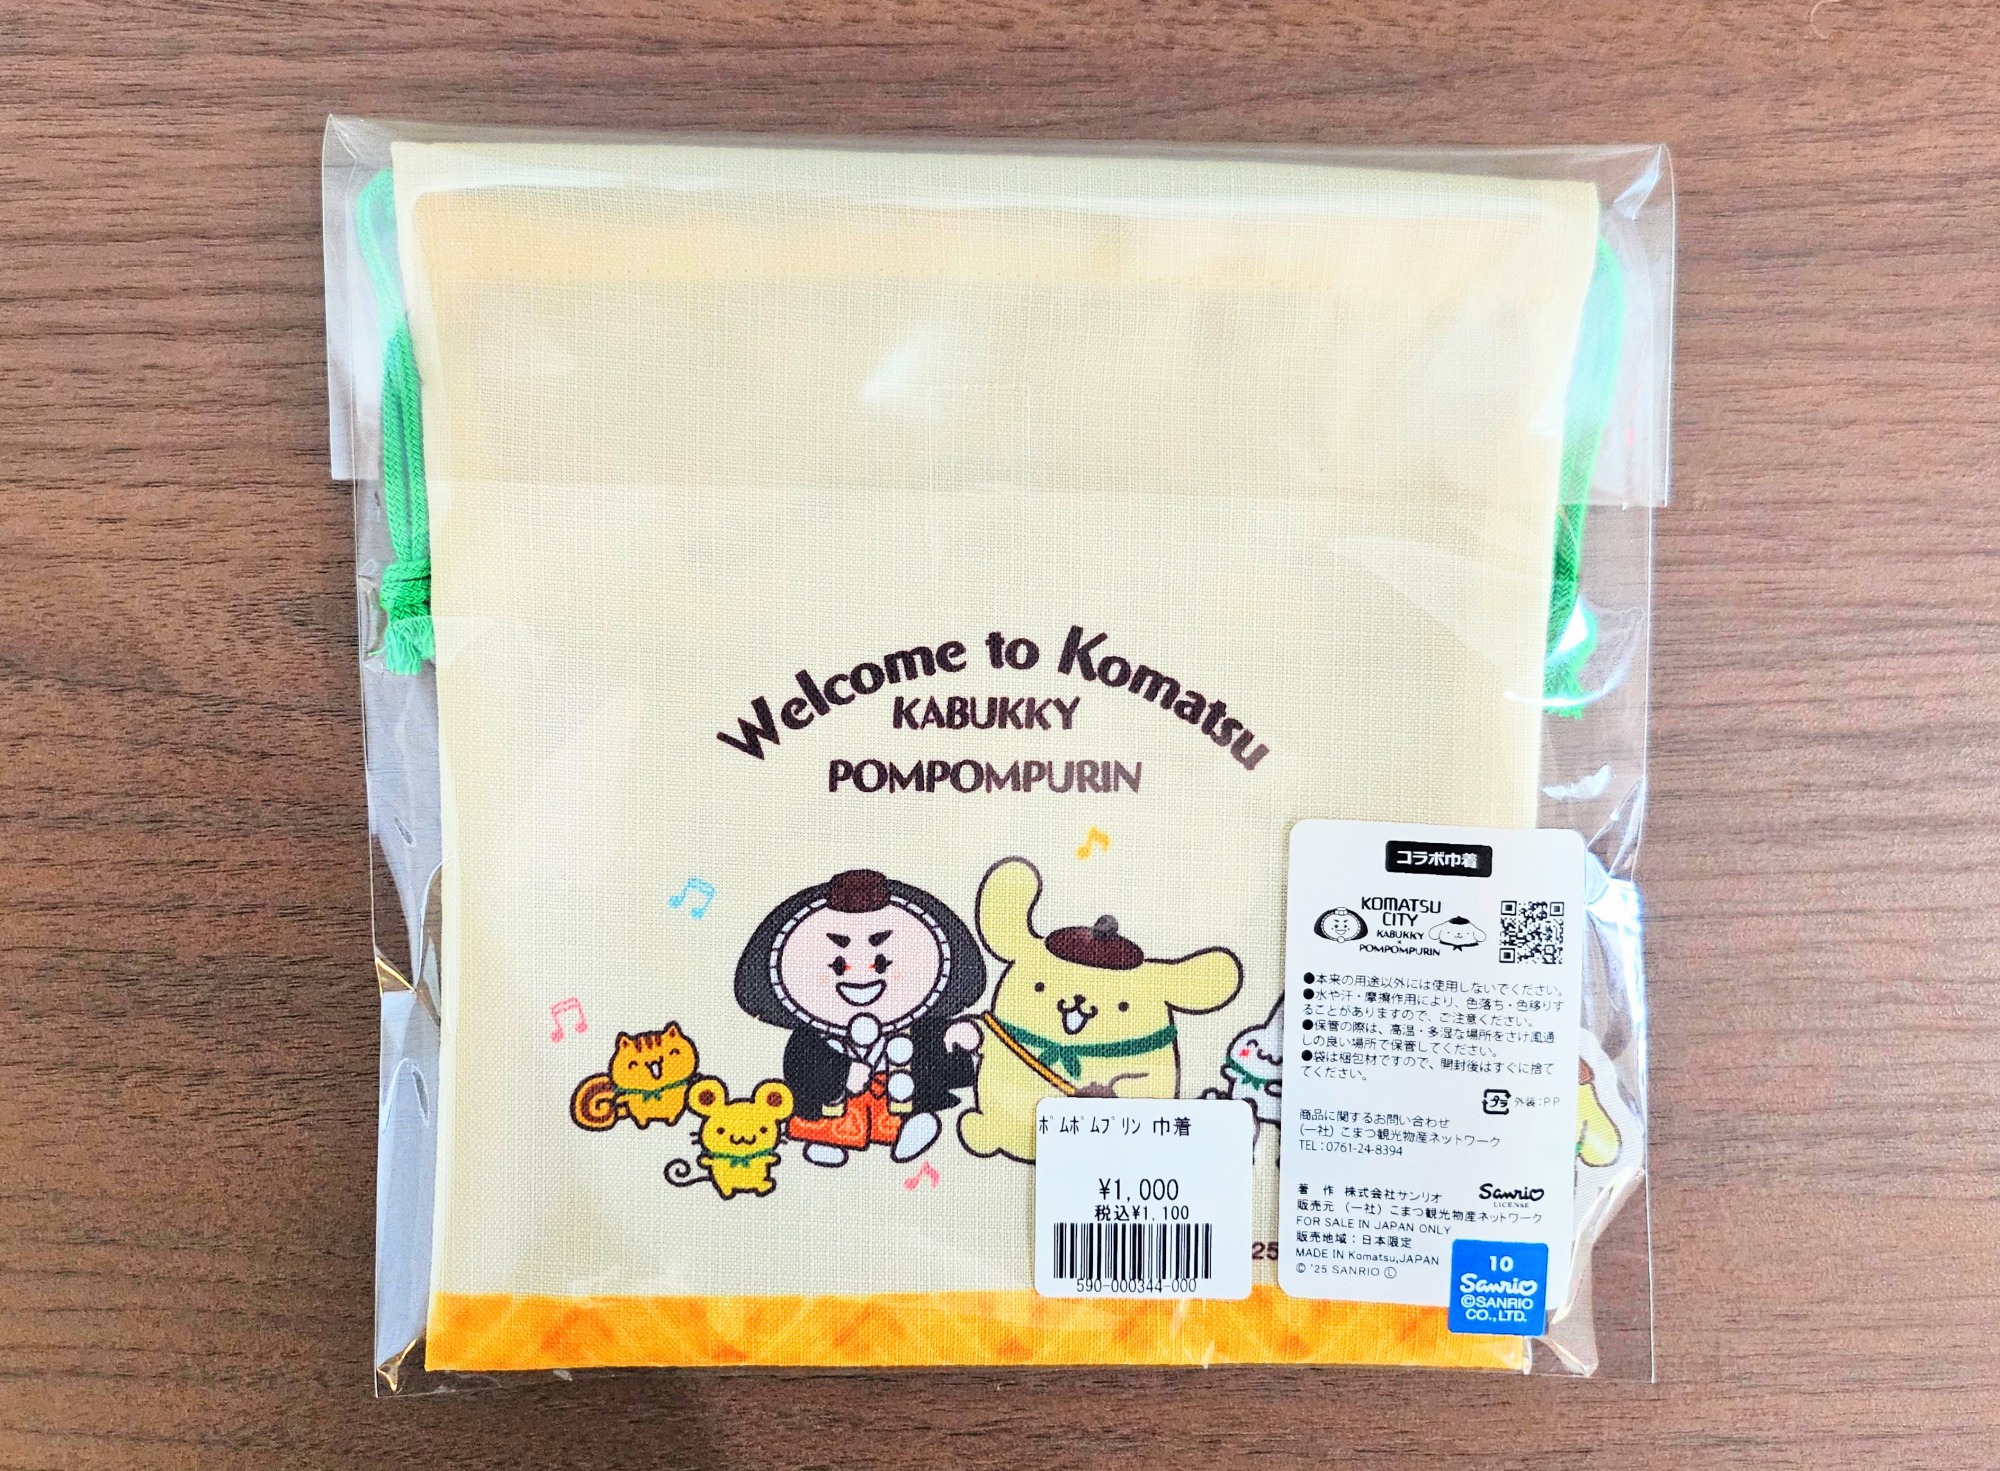 Welcome to Komatsu
KABUKKY
POMPOMPURIN
コラボ巾着
KOMATSU
CITY
KABUKKY
×
POMPOMPURIN
●本来の用途以外には使用しないでください。
●水や汗・摩擦作用により、色落ち・色移りす
ることがありますので、ご注意ください。
●保管の際は、高温・多湿な場所をさけ風通
しの良い場所で保管してください。
●袋は梱包材ですので、開封後はすぐに捨て
てください。
プラ 外装:PP
商品に関するお問い合わせ
(一社)こまつ観光物産ネットワーク
TEL:0761-24-8394
著 作 株式会社サンリオ
Sanrio
LICENSE
販売元 (一社)こまつ観光物産ネットワーク
FOR SALE IN JAPAN ONLY
販売地域:日本限定
MADE IN Komatsu,JAPAN
© '25 SANRIO Ⓛ
10
Sanrio
©SANRIO
CO.,LTD.
ﾎﾟﾑﾎﾟﾑﾌﾟﾘﾝ 巾着
¥1,000
税込¥1,100
590-000344-000
25